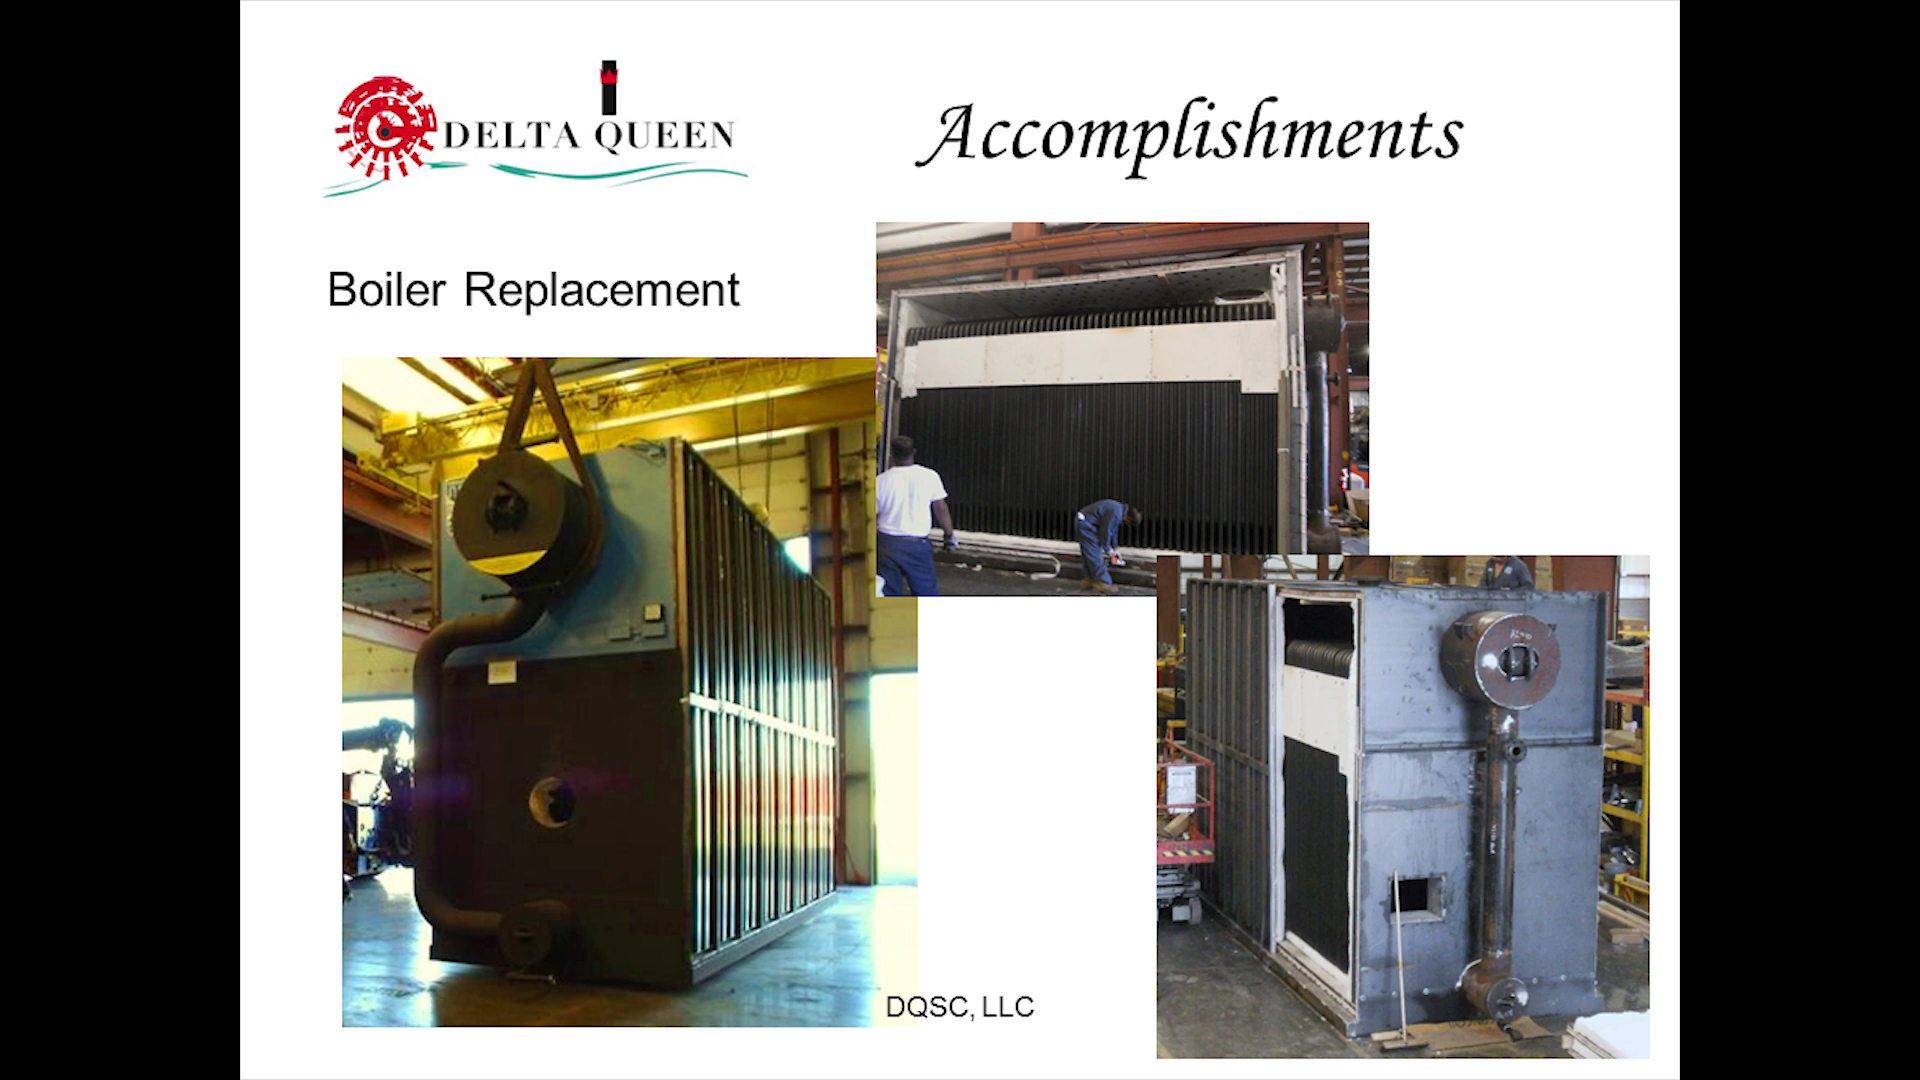 DELTA QUEEN
Accomplishments
Boiler Replacement
DQSC, LLC